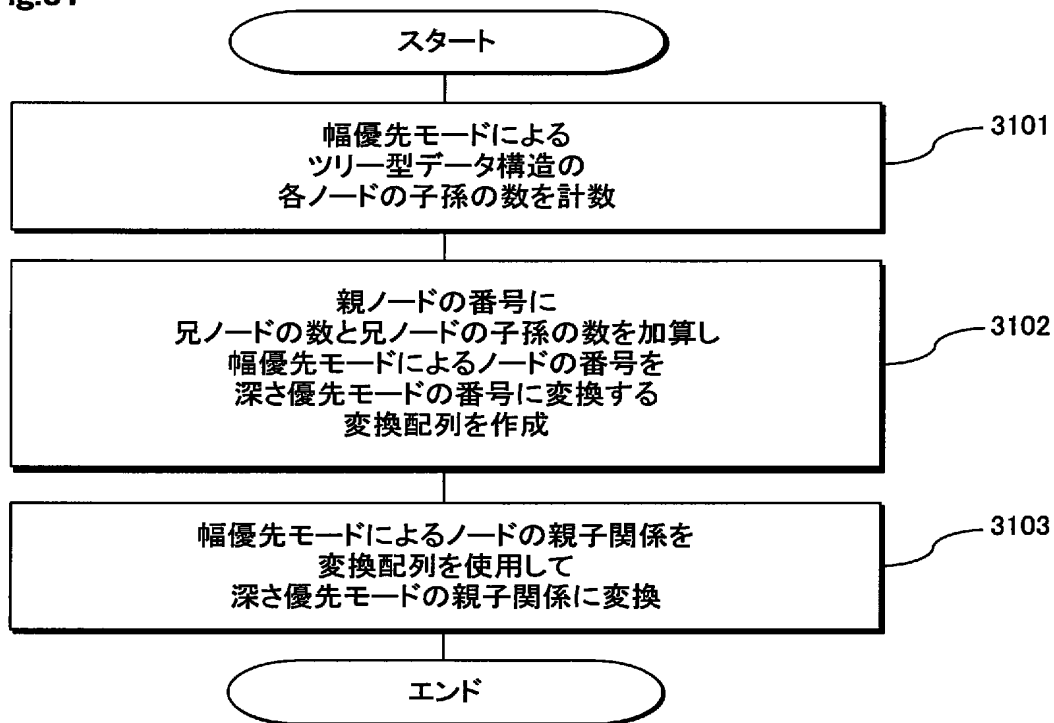 スタート
幅優先モードによる
ツリー型データ構造の
各ノードの子孫の数を計数
3101
親ノードの番号に
兄ノードの数と兄ノードの子孫の数を加算し
幅優先モードによるノードの番号を
深さ優先モードの番号に変換する
変換配列を作成
3102
幅優先モードによるノードの親子関係を
変換配列を使用して
深さ優先モードの親子関係に変換
3103
エンド